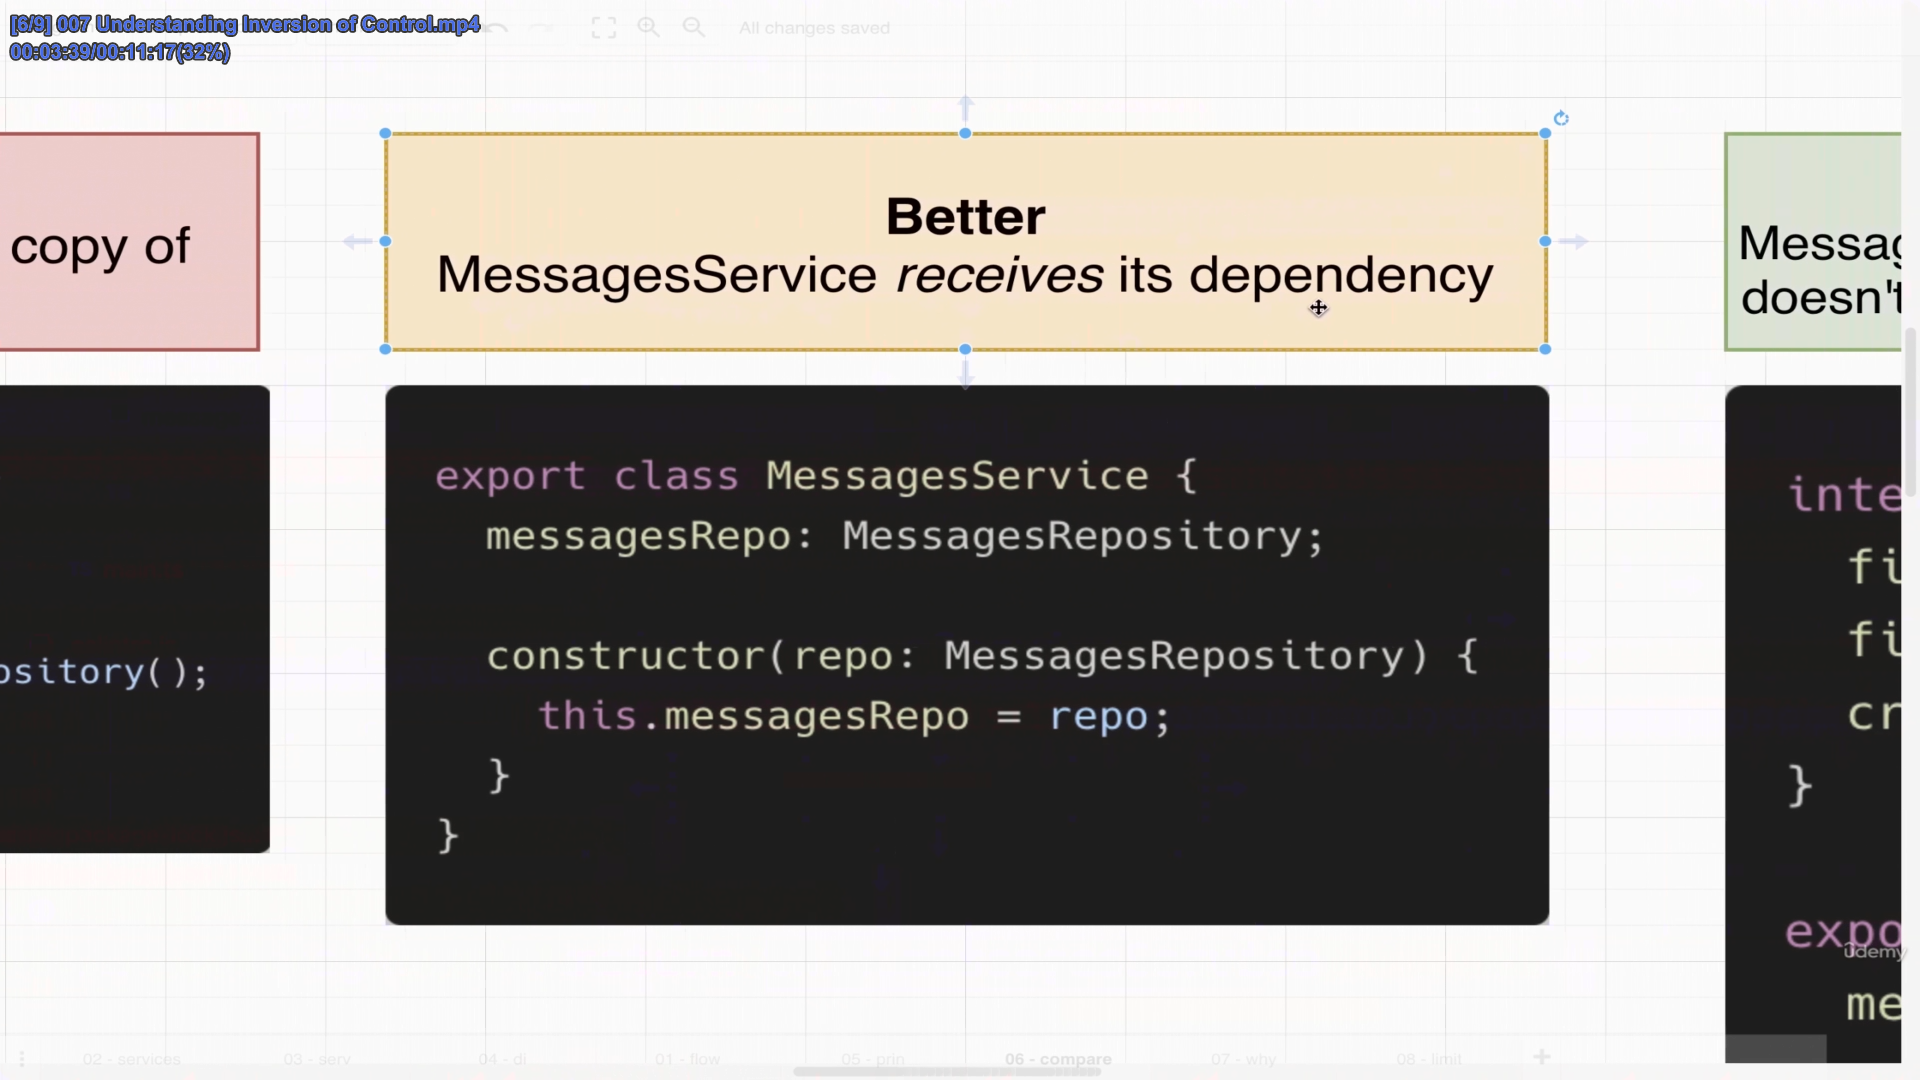 [6/9] 007 Understanding Inversion of Control.mp4
00:03:39/00:11:17(32%)
All changes saved
copy of
Better
MessagesService receives its dependency
Messag
doesn't
ository();
export class MessagesService {
messagesRepo: MessagesRepository;
constructor(repo: MessagesRepository) {
this.messagesRepo = repo;
}
}
inte
fi
fi
cr
}
expo
me
ûdemy
02 - services
03 - serv
04 - di
01 - flow
05 - prin
06 - compare
07 - why
08 - limit